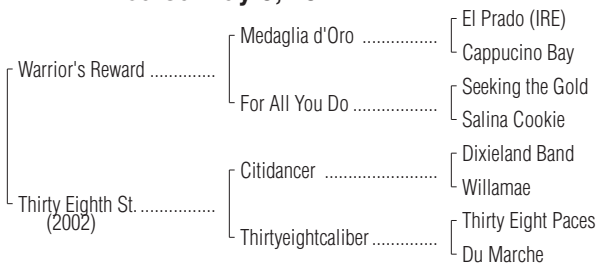 El Prado (IRE)
Medaglia d'Oro ..............
Cappucino Bay
Warrior's Reward .............
Seeking the Gold
For All You Do .................
Salina Cookie
Dixieland Band
Citidancer ......................
Willamae
Thirty Eighth St. ..............
(2002)
Thirty Eight Paces
Thirtyeightcaliber .............
Du Marche